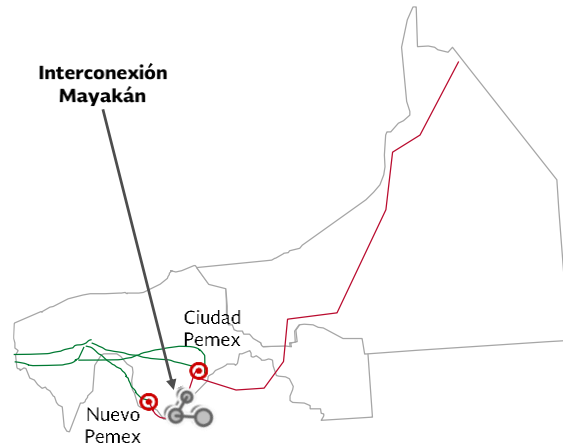 Interconexión
Mayakán
Ciudad
Pemex
Nuevo
Pemex